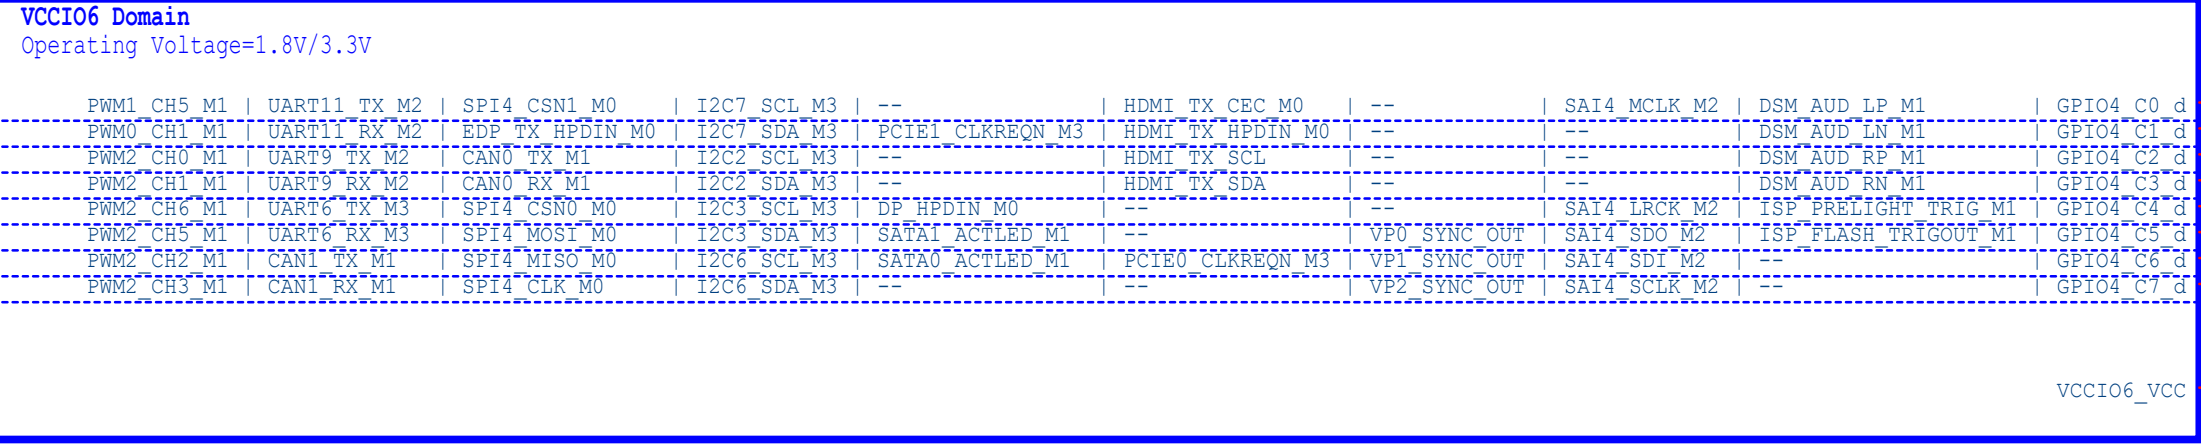 VCCIO6 Domain
Operating Voltage=1.8V/3.3V
PWM1_CH5_M1 | UART11_TX_M2 | SPI4_CSN1_M0 | I2C7_SCL_M3 | -- | HDMI_TX_CEC_M0 | -- | SAI4_MCLK_M2 | DSM_AUD_LP_M1 | GPIO4_C0_d
PWM0_CH1_M1 | UART11_RX_M2 | EDP_TX_HPDIN_M0 | I2C7_SDA_M3 | PCIE1_CLKREQN_M3 | HDMI_TX_HPDIN_M0 | -- | -- | DSM_AUD_LN_M1 | GPIO4_C1_d
PWM2_CH0_M1 | UART9_TX_M2 | CAN0_TX_M1 | I2C2_SCL_M3 | -- | HDMI_TX_SCL | -- | -- | DSM_AUD_RP_M1 | GPIO4_C2_d
PWM2_CH1_M1 | UART9_RX_M2 | CAN0_RX_M1 | I2C2_SDA_M3 | -- | HDMI_TX_SDA | -- | -- | DSM_AUD_RN_M1 | GPIO4_C3_d
PWM2_CH6_M1 | UART6_TX_M3 | SPI4_CSN0_M0 | I2C3_SCL_M3 | DP_HPDIN_M0 | -- | -- | SAI4_LRCK_M2 | ISP_PRELIGHT_TRIG_M1 | GPIO4_C4_d
PWM2_CH5_M1 | UART6_RX_M3 | SPI4_MOSI_M0 | I2C3_SDA_M3 | SATA1_ACTLED_M1 | -- | VP0_SYNC_OUT | SAI4_SDO_M2 | ISP_FLASH_TRIGOUT_M1 | GPIO4_C5_d
PWM2_CH2_M1 | CAN1_TX_M1 | SPI4_MISO_M0 | I2C6_SCL_M3 | SATA0_ACTLED_M1 | PCIE0_CLKREQN_M3 | VP1_SYNC_OUT | SAI4_SDI_M2 | -- | GPIO4_C6_d
PWM2_CH3_M1 | CAN1_RX_M1 | SPI4_CLK_M0 | I2C6_SDA_M3 | -- | -- | VP2_SYNC_OUT | SAI4_SCLK_M2 | -- | GPIO4_C7_d
VCCIO6_VCC